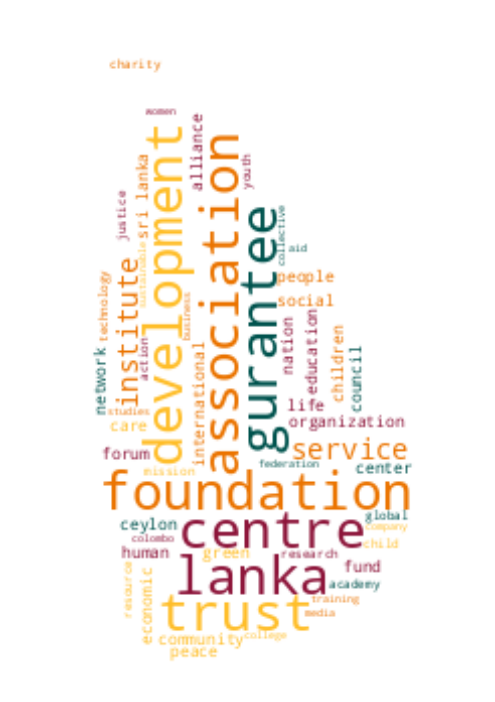 charity
women
alliance
development
association
youth
sri lanka
justice
gurantee
collective
aid
sustainable
institute
technology
people
business
social
nation
education
action
international
children
network
council
life
studies
care
organization
forum
service
federation
center
mission
foundation
ceylon
centre
global
company
colombo
human
green
research
child
lanka
fund
academy
resource
economic
trust
training
media
community
college
peace